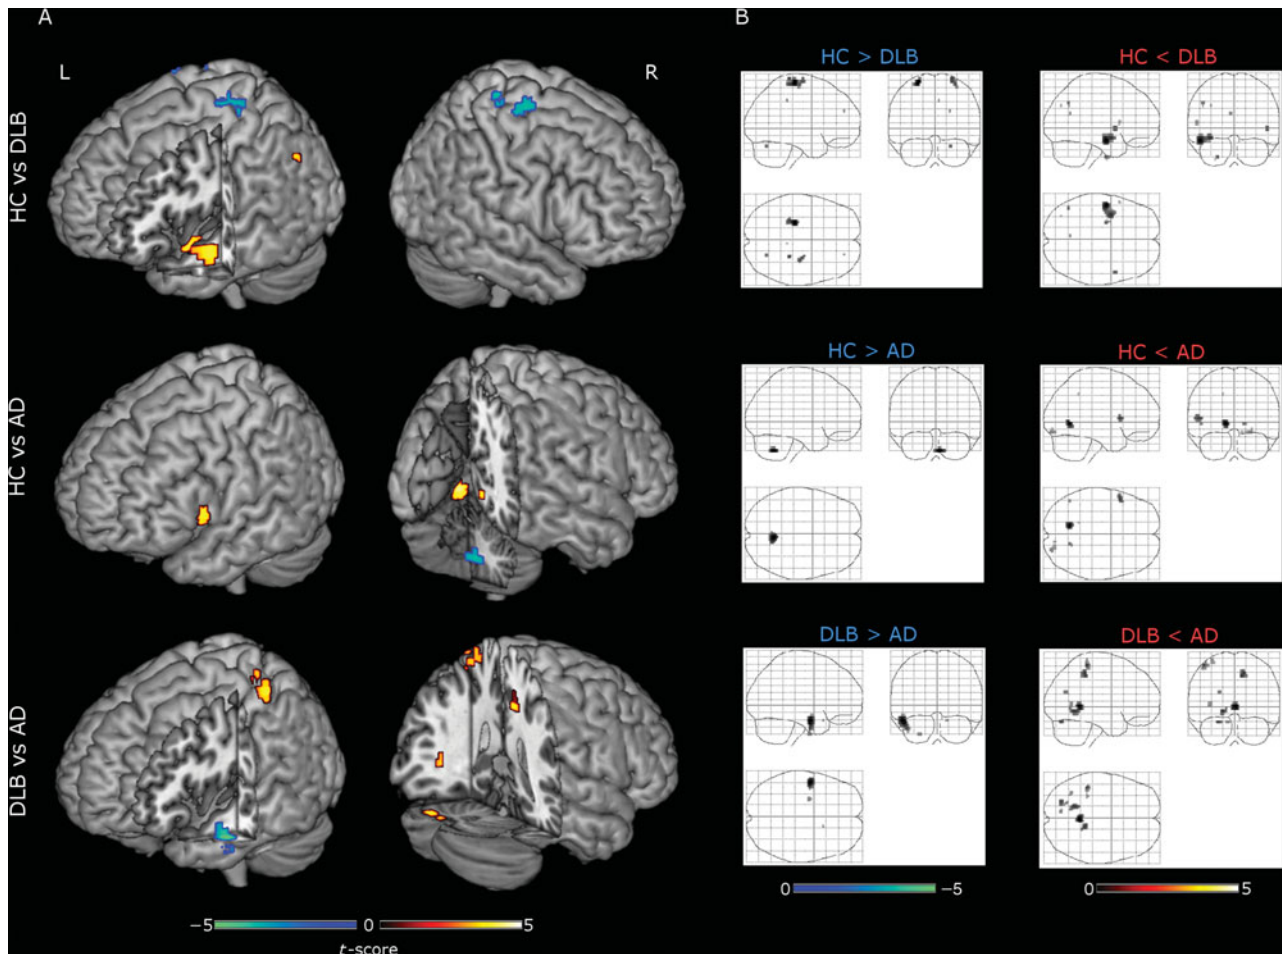 A
B
L
R
HC vs DLB
HC > DLB
HC < DLB
HC vs AD
HC > AD
HC < AD
DLB vs AD
DLB > AD
DLB < AD
0 −5
0 5
−5 0 5
t-score